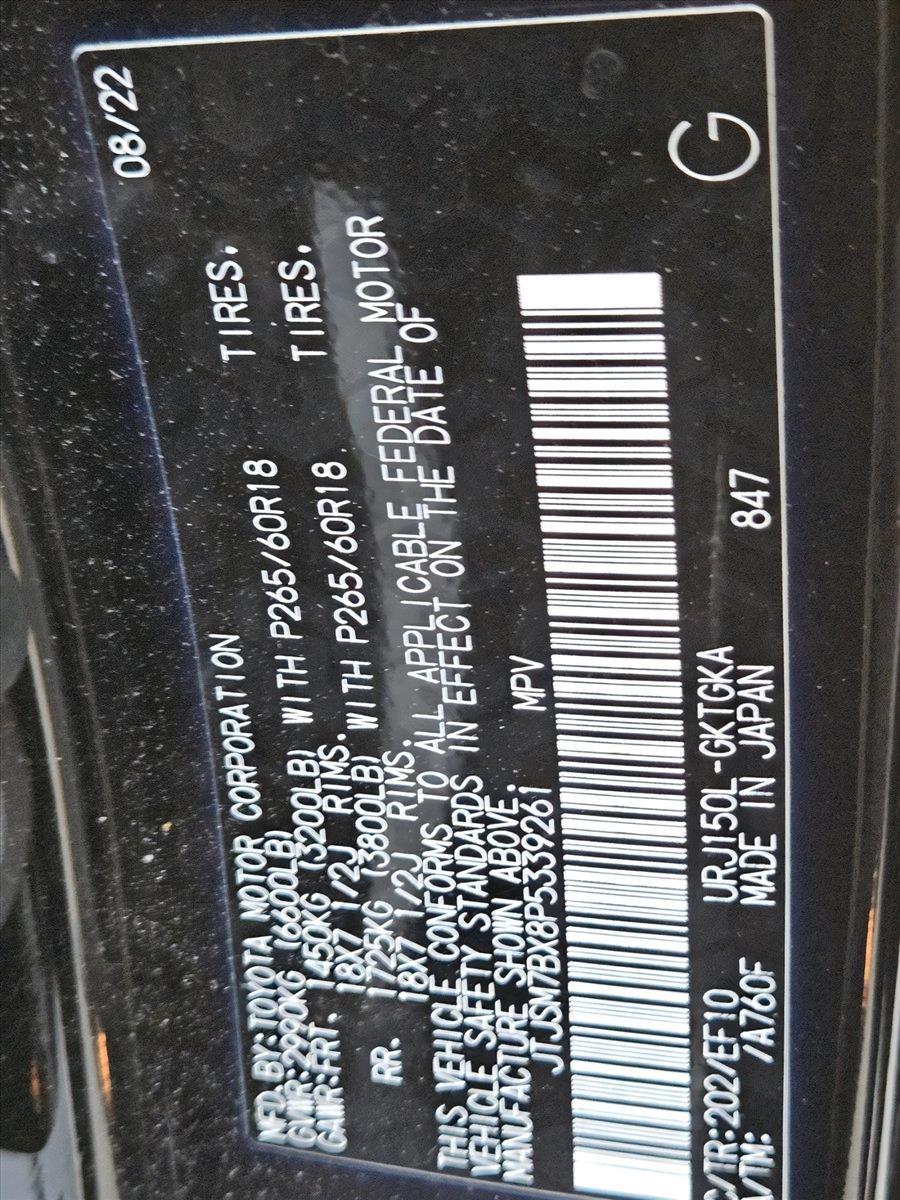 MFD.BY:TOYOTA MOTOR CORPORATION 08/22
GVWR:2990KG (6600LB)
GAWR:FRT. 1450KG (3200LB) WITH P265/60R18 TIRES.
18X7 1/2J RIMS.
RR. 1725KG (3800LB) WITH P265/60R18 TIRES.
18X7 1/2J RIMS.
THIS VEHICLE CONFORMS TO ALL APPLICABLE FEDERAL MOTOR
VEHICLE SAFETY STANDARDS IN EFFECT ON THE DATE OF
MANUFACTURE SHOWN ABOVE.
JTJSM7BX8P5339261 MPV
C/TR:202/EF10 URJ150L-GKTGKA 847 G
A/TM: /A760F MADE IN JAPAN